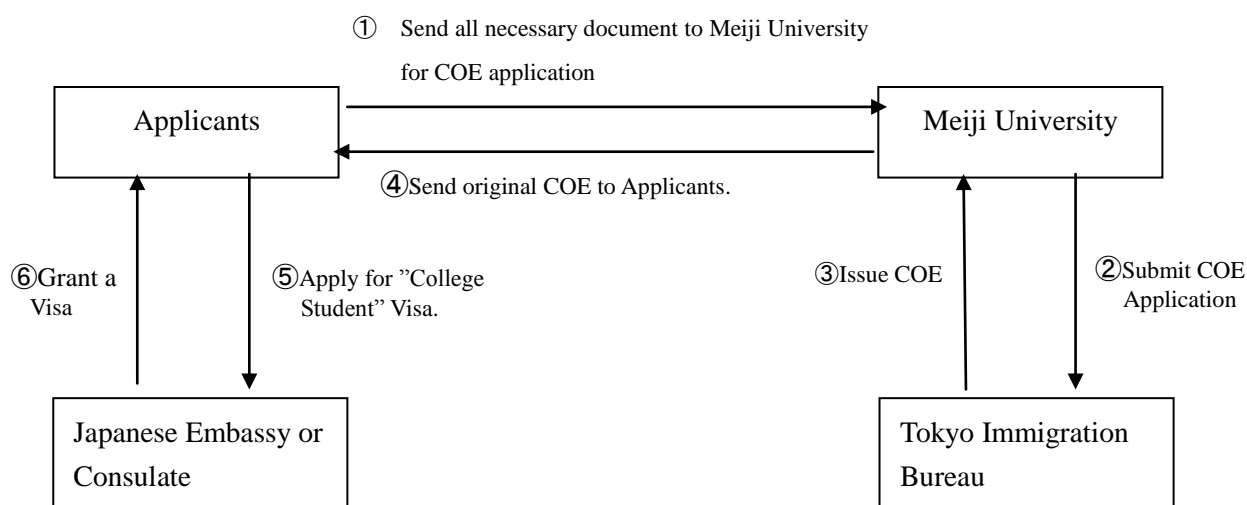 ① Send all necessary document to Meiji University
for COE application
Applicants
Meiji University
④Send original COE to Applicants.
⑥Grant a
Visa
⑤Apply for ”College
Student” Visa.
③Issue COE
②Submit COE
Application
Japanese Embassy or
Consulate
Tokyo Immigration
Bureau